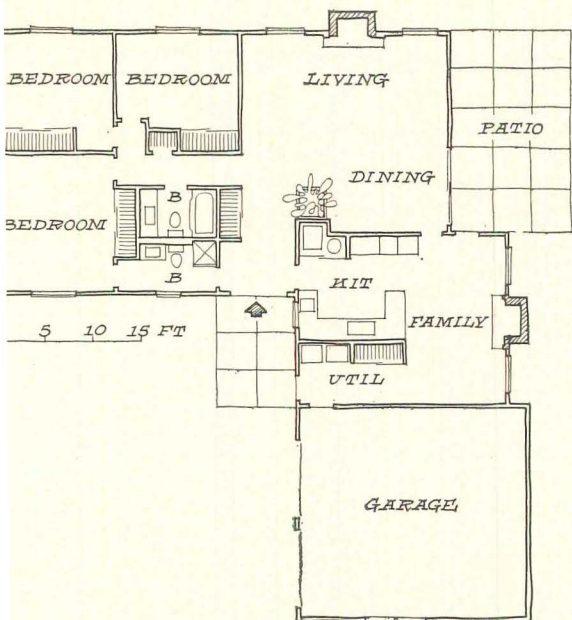 BEDROOM
BEDROOM
LIVING
PATIO
DINING
B
BEDROOM
B
KIT
FAMILY
5 10 15 FT
UTIL
GARAGE